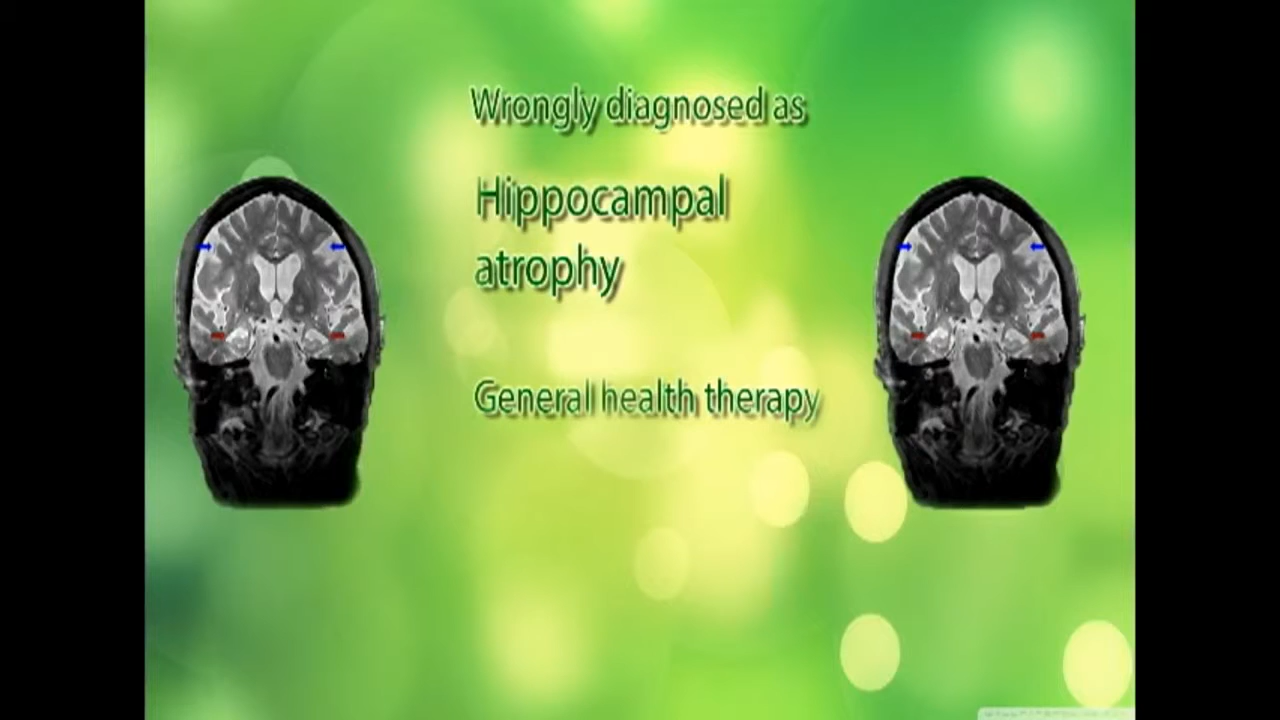 Wrongly diagnosed as
Hippocampal
atrophy
General health therapy